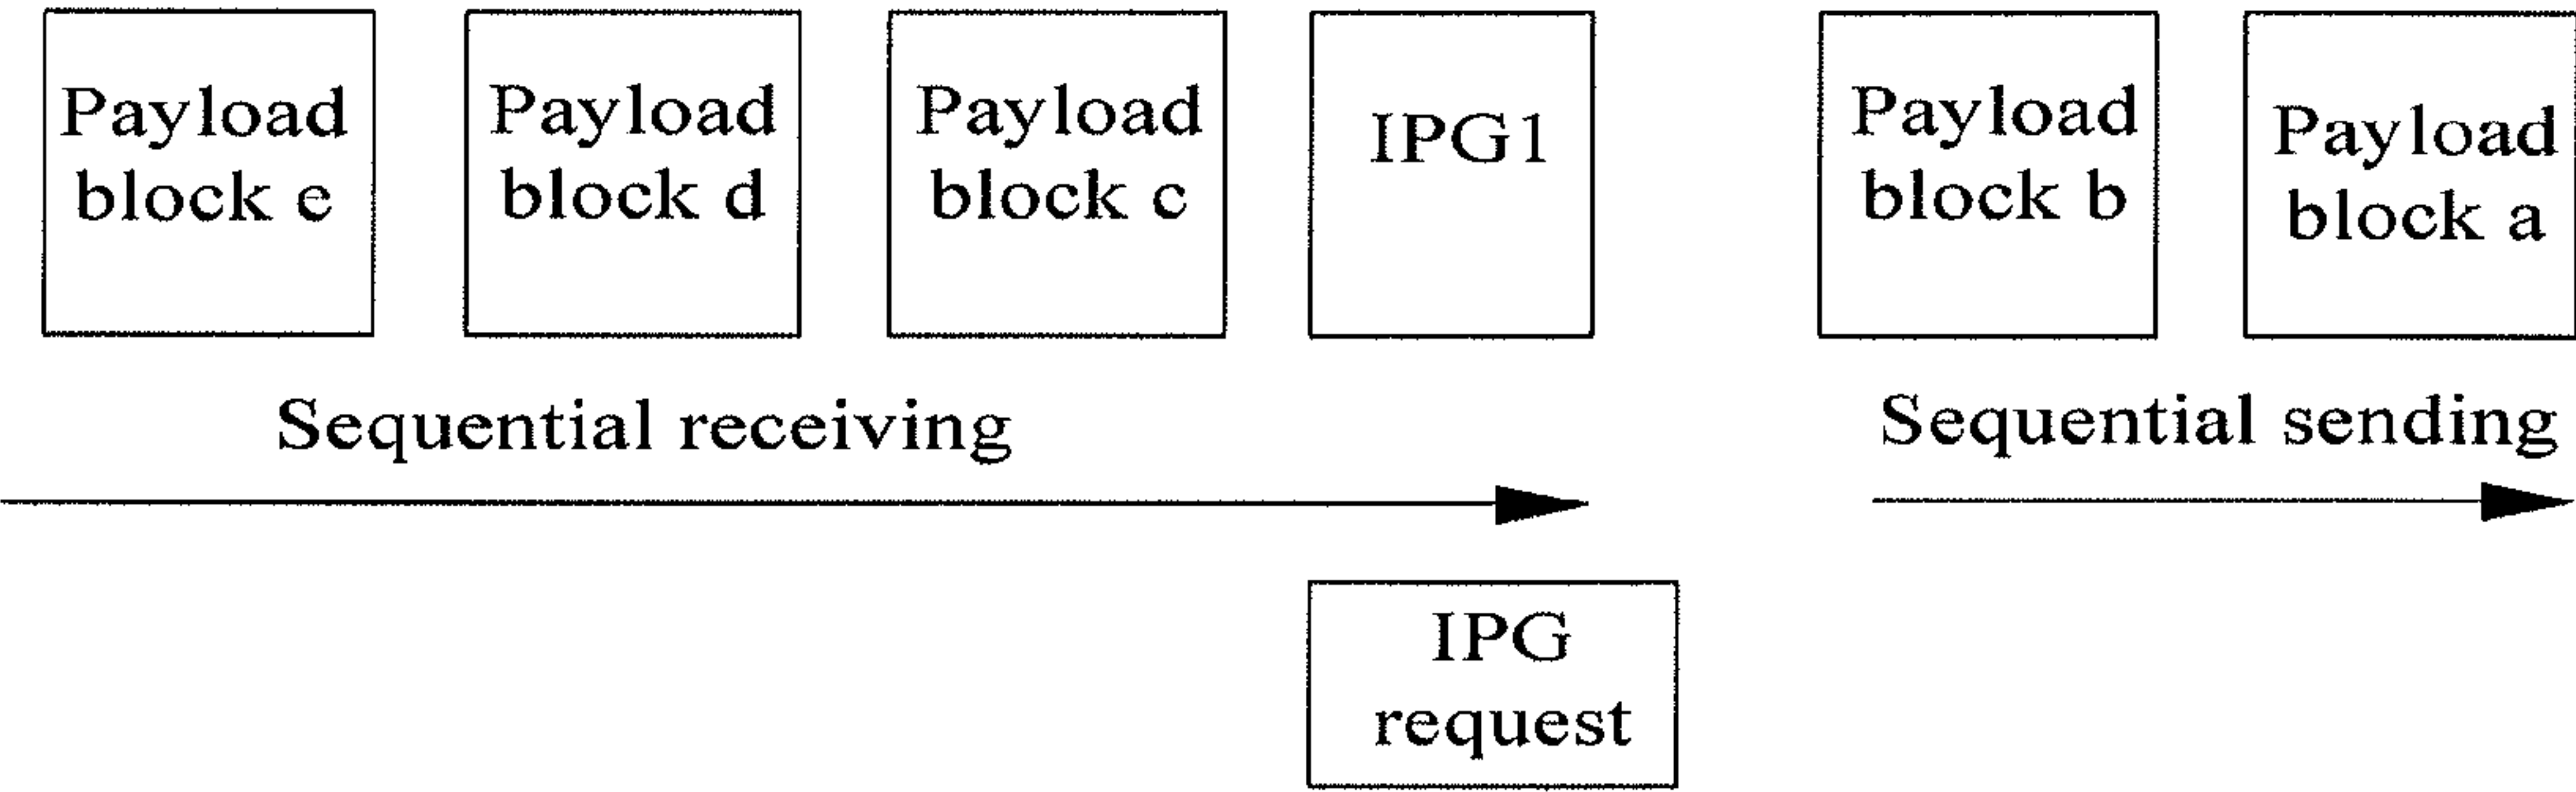 Payload
block e
Payload
block d
Payload
block c
IPG1
Payload
block b
Payload
block a
Sequential receiving
Sequential sending
IPG
request